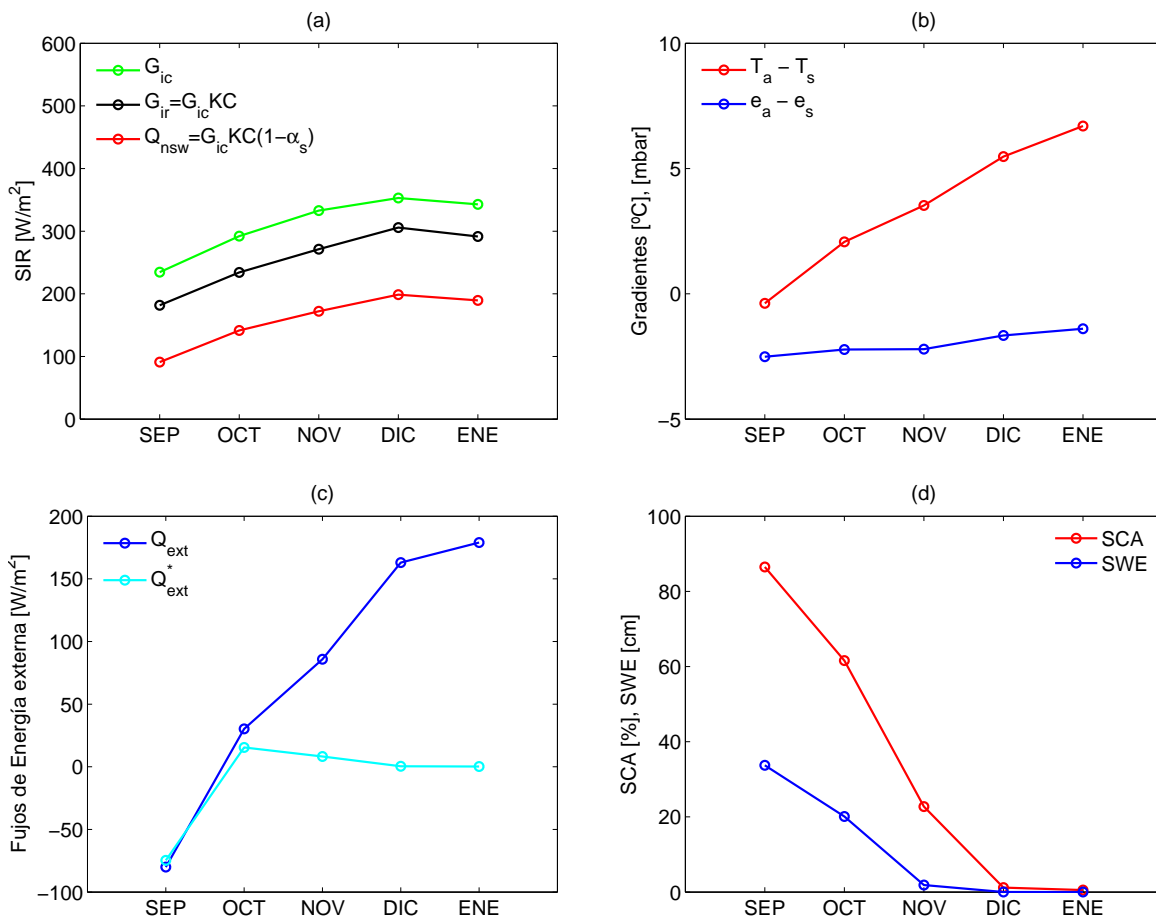 (a)
600
500
400
300
200
100
0
SIR [W/m²]
G_ic
G_ir=G_icKC
Q_nsw=G_icKC(1−α_s)
SEP OCT NOV DIC ENE
(b)
10
5
0
−5
Gradientes [ºC], [mbar]
T_a − T_s
e_a − e_s
SEP OCT NOV DIC ENE
(c)
200
150
100
50
0
−50
−100
Fujos de Energía externa [W/m²]
Q_ext
Q*_ext
SEP OCT NOV DIC ENE
(d)
100
80
60
40
20
0
SCA [%], SWE [cm]
SCA
SWE
SEP OCT NOV DIC ENE